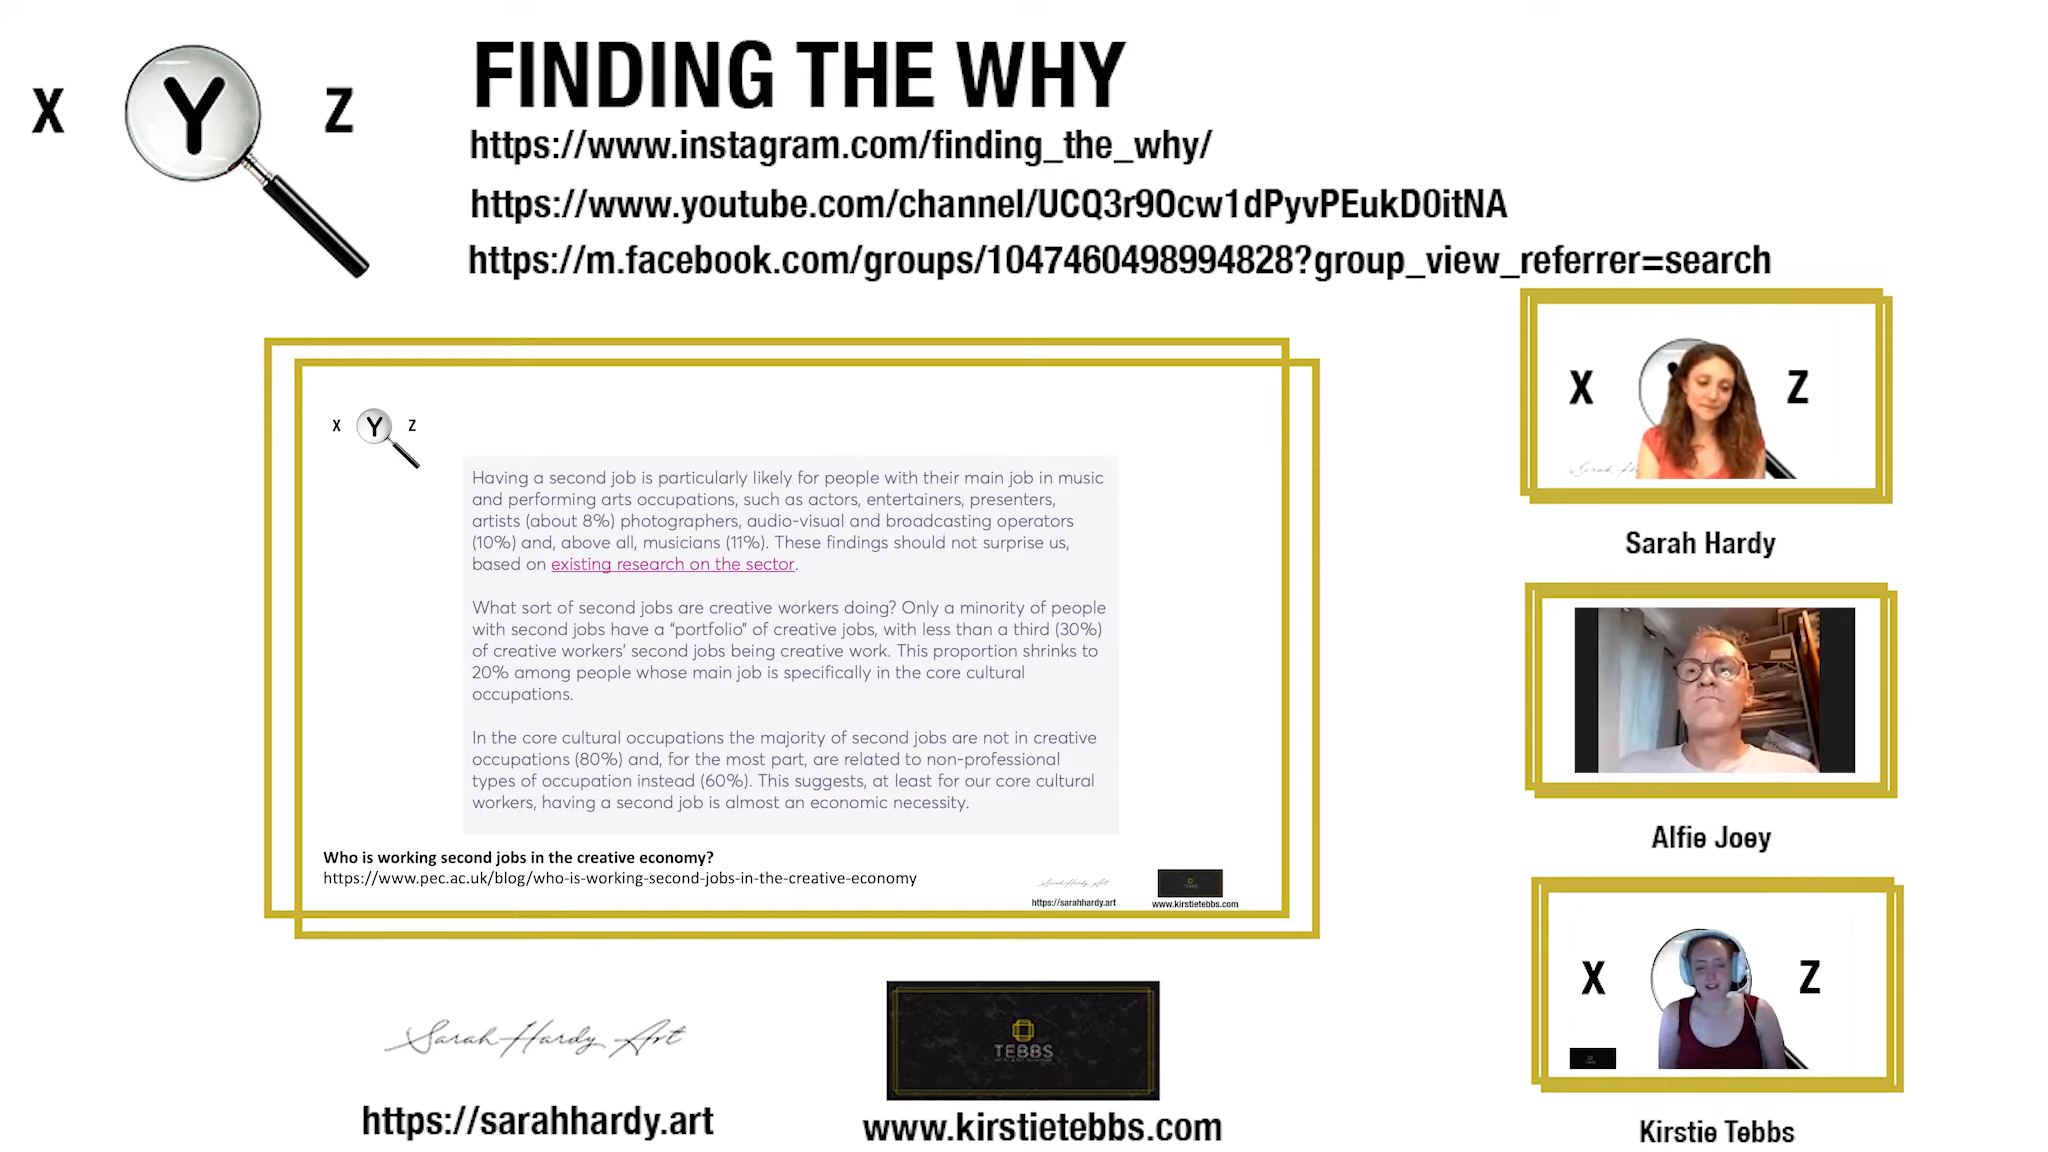 X Y Z
FINDING THE WHY
https://www.instagram.com/finding_the_why/
https://www.youtube.com/channel/UCQ3r9Ocw1dPyvPEukD0itNA
https://m.facebook.com/groups/1047460498994828?group_view_referrer=search
X Y Z
Having a second job is particularly likely for people with their main job in music
and performing arts occupations, such as actors, entertainers, presenters,
artists (about 8%) photographers, audio-visual and broadcasting operators
(10%) and, above all, musicians (11%). These findings should not surprise us,
based on existing research on the sector.
What sort of second jobs are creative workers doing? Only a minority of people
with second jobs have a “portfolio” of creative jobs, with less than a third (30%)
of creative workers’ second jobs being creative work. This proportion shrinks to
20% among people whose main job is specifically in the core cultural
occupations.
In the core cultural occupations the majority of second jobs are not in creative
occupations (80%) and, for the most part, are related to non-professional
types of occupation instead (60%). This suggests, at least for our core cultural
workers, having a second job is almost an economic necessity.
Who is working second jobs in the creative economy?
https://www.pec.ac.uk/blog/who-is-working-second-jobs-in-the-creative-economy
Sarah Hardy Art
https://sarahhardy.art
TEBBS
www.kirstietebbs.com
X Z
Sarah Ha
Sarah Hardy
Alfie Joey
X Z
Kirstie Tebbs
Sarah Hardy Art
https://sarahhardy.art
TEBBS
www.kirstietebbs.com